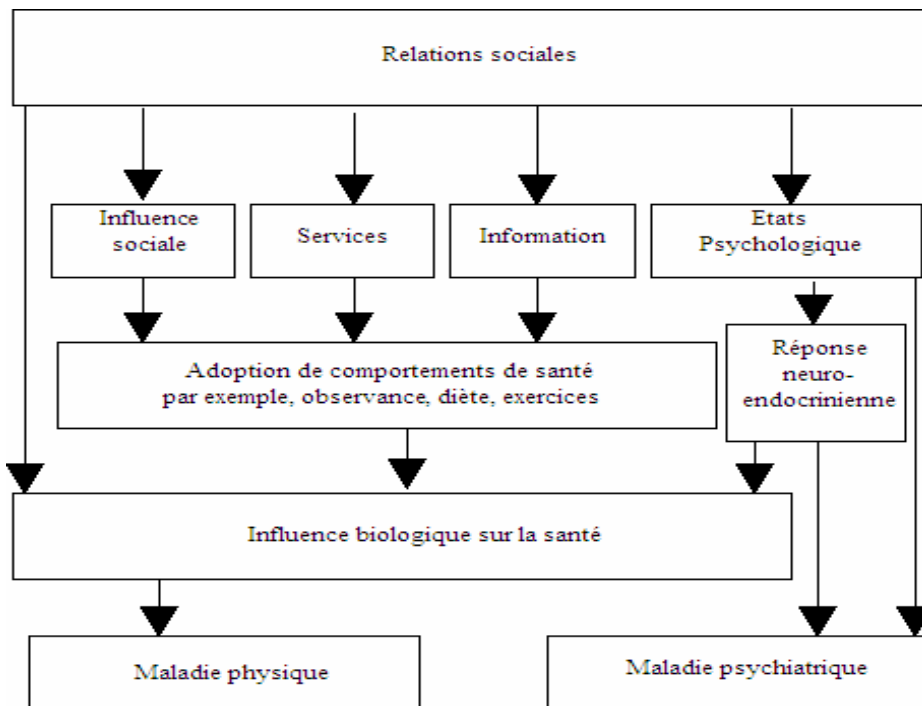 Relations sociales
Influence
sociale
Services
Information
Etats
Psychologique
Adoption de comportements de santé
par exemple, observance, diète, exercices
Réponse
neuro-
endocrinienne
Influence biologique sur la santé
Maladie physique
Maladie psychiatrique